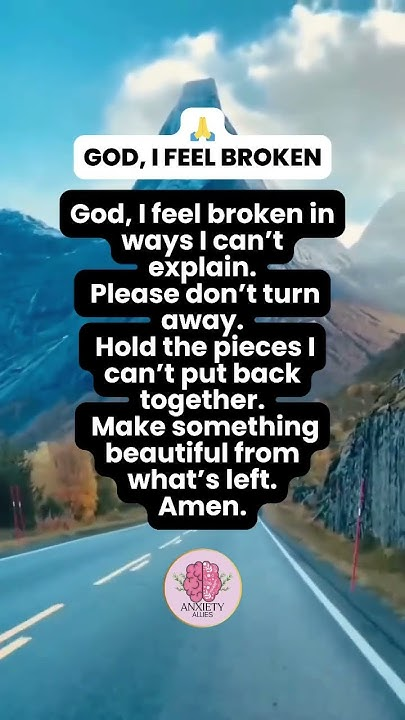 🙏
GOD, I FEEL BROKEN
God, I feel broken in
ways I can’t
explain.
Please don’t turn
away.
Hold the pieces I
can’t put back
together.
Make something
beautiful from
what’s left.
Amen.
ANXIETY
ALLIES